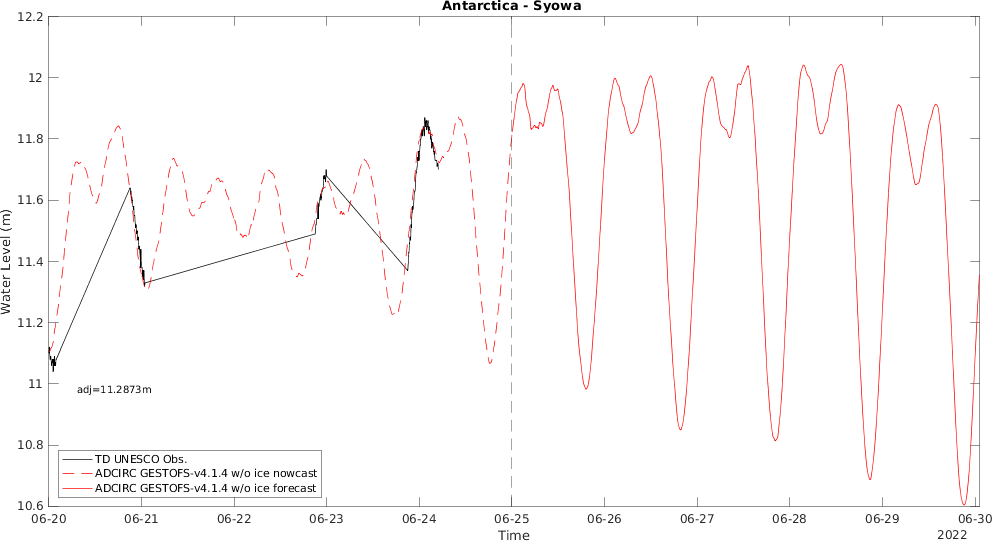 Antarctica - Syowa
12.2
12
11.8
11.6
11.4
11.2
11
10.8
10.6
Water Level (m)
adj=11.2873m
TD UNESCO Obs.
ADCIRC GESTOFS-v4.1.4 w/o ice nowcast
ADCIRC GESTOFS-v4.1.4 w/o ice forecast
06-20 06-21 06-22 06-23 06-24 06-25 06-26 06-27 06-28 06-29 06-30
Time
2022